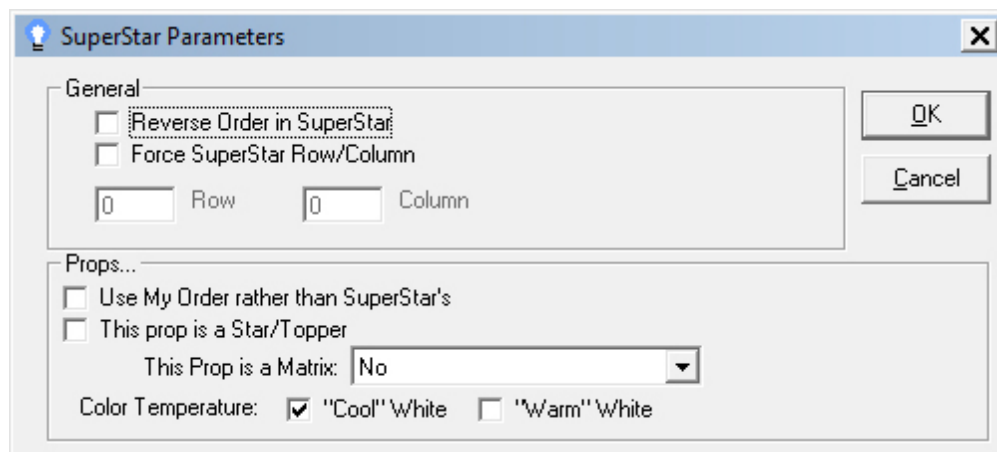 SuperStar Parameters
General
Reverse Order in SuperStar
Force SuperStar Row/Column
0 Row 0 Column
OK
Cancel
Props...
Use My Order rather than SuperStar's
This prop is a Star/Topper
This Prop is a Matrix: No
Color Temperature: "Cool" White "Warm" White